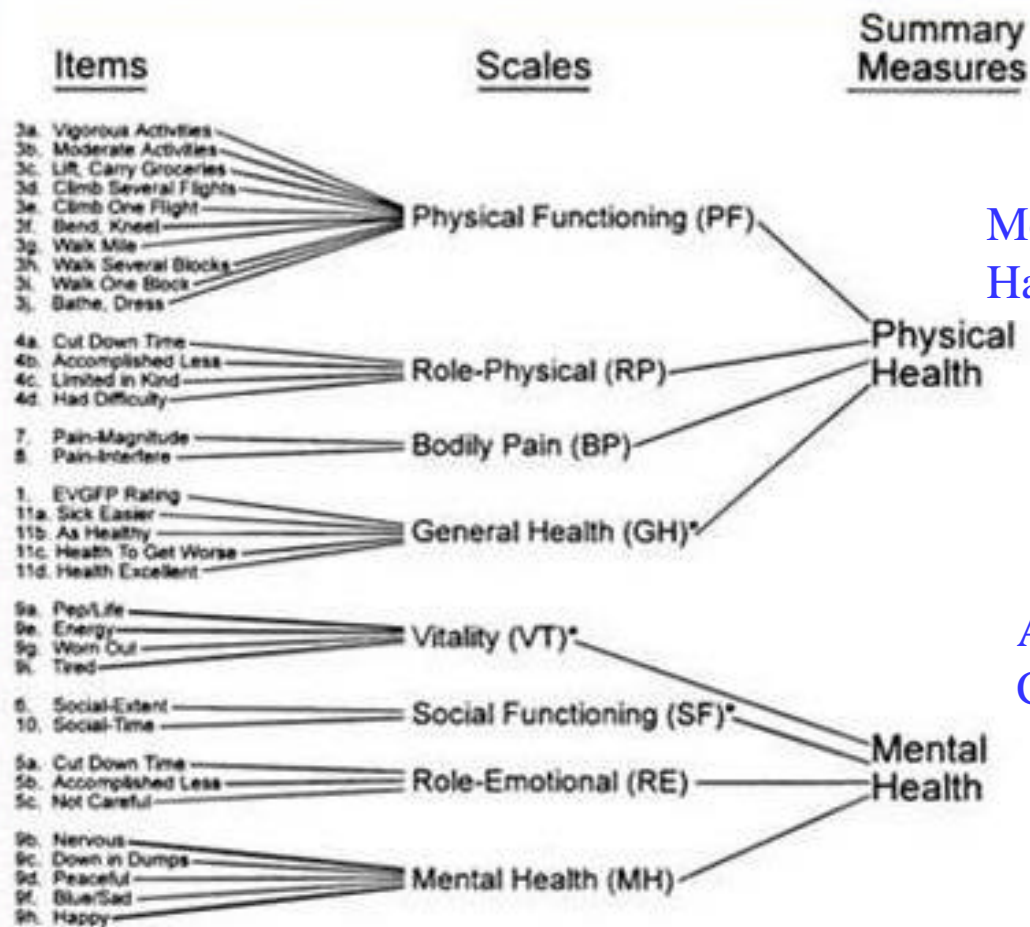 Items
Scales
Summary
Measures
3a. Vigorous Activities
3b. Moderate Activities
3c. Lift, Carry Groceries
3d. Climb Several Flights
3e. Climb One Flight
3f. Bend, Kneel
3g. Walk Mile
3h. Walk Several Blocks
3i. Walk One Block
3j. Bathe, Dress
Physical Functioning (PF)
4a. Cut Down Time
4b. Accomplished Less
4c. Limited in Kind
4d. Had Difficulty
Role-Physical (RP)
7. Pain-Magnitude
8. Pain-Interfere
Bodily Pain (BP)
1. EVGFP Rating
11a. Sick Easier
11b. As Healthy
11c. Health To Get Worse
11d. Health Excellent
General Health (GH)*
Physical
Health
9a. Pep/Life
9e. Energy
9g. Worn Out
9i. Tired
Vitality (VT)*
6. Social-Extent
10. Social-Time
Social Functioning (SF)*
5a. Cut Down Time
5b. Accomplished Less
5c. Not Careful
Role-Emotional (RE)
9b. Nervous
9c. Down in Dumps
9d. Peaceful
9f. Blue/Sad
9h. Happy
Mental Health (MH)
Mental
Health
Ha